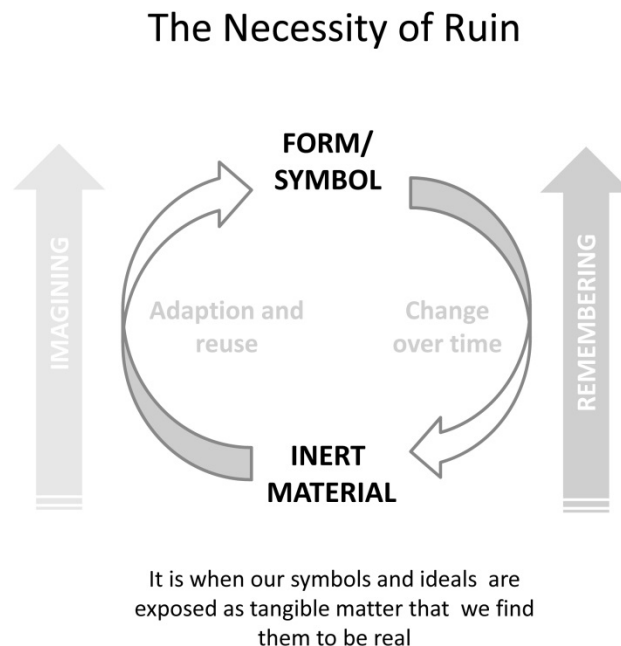 The Necessity of Ruin
FORM/
SYMBOL
IMAGINING
Adaption and
reuse
Change
over time
REMEMBERING
INERT
MATERIAL
It is when our symbols and ideals are
exposed as tangible matter that we find
them to be real